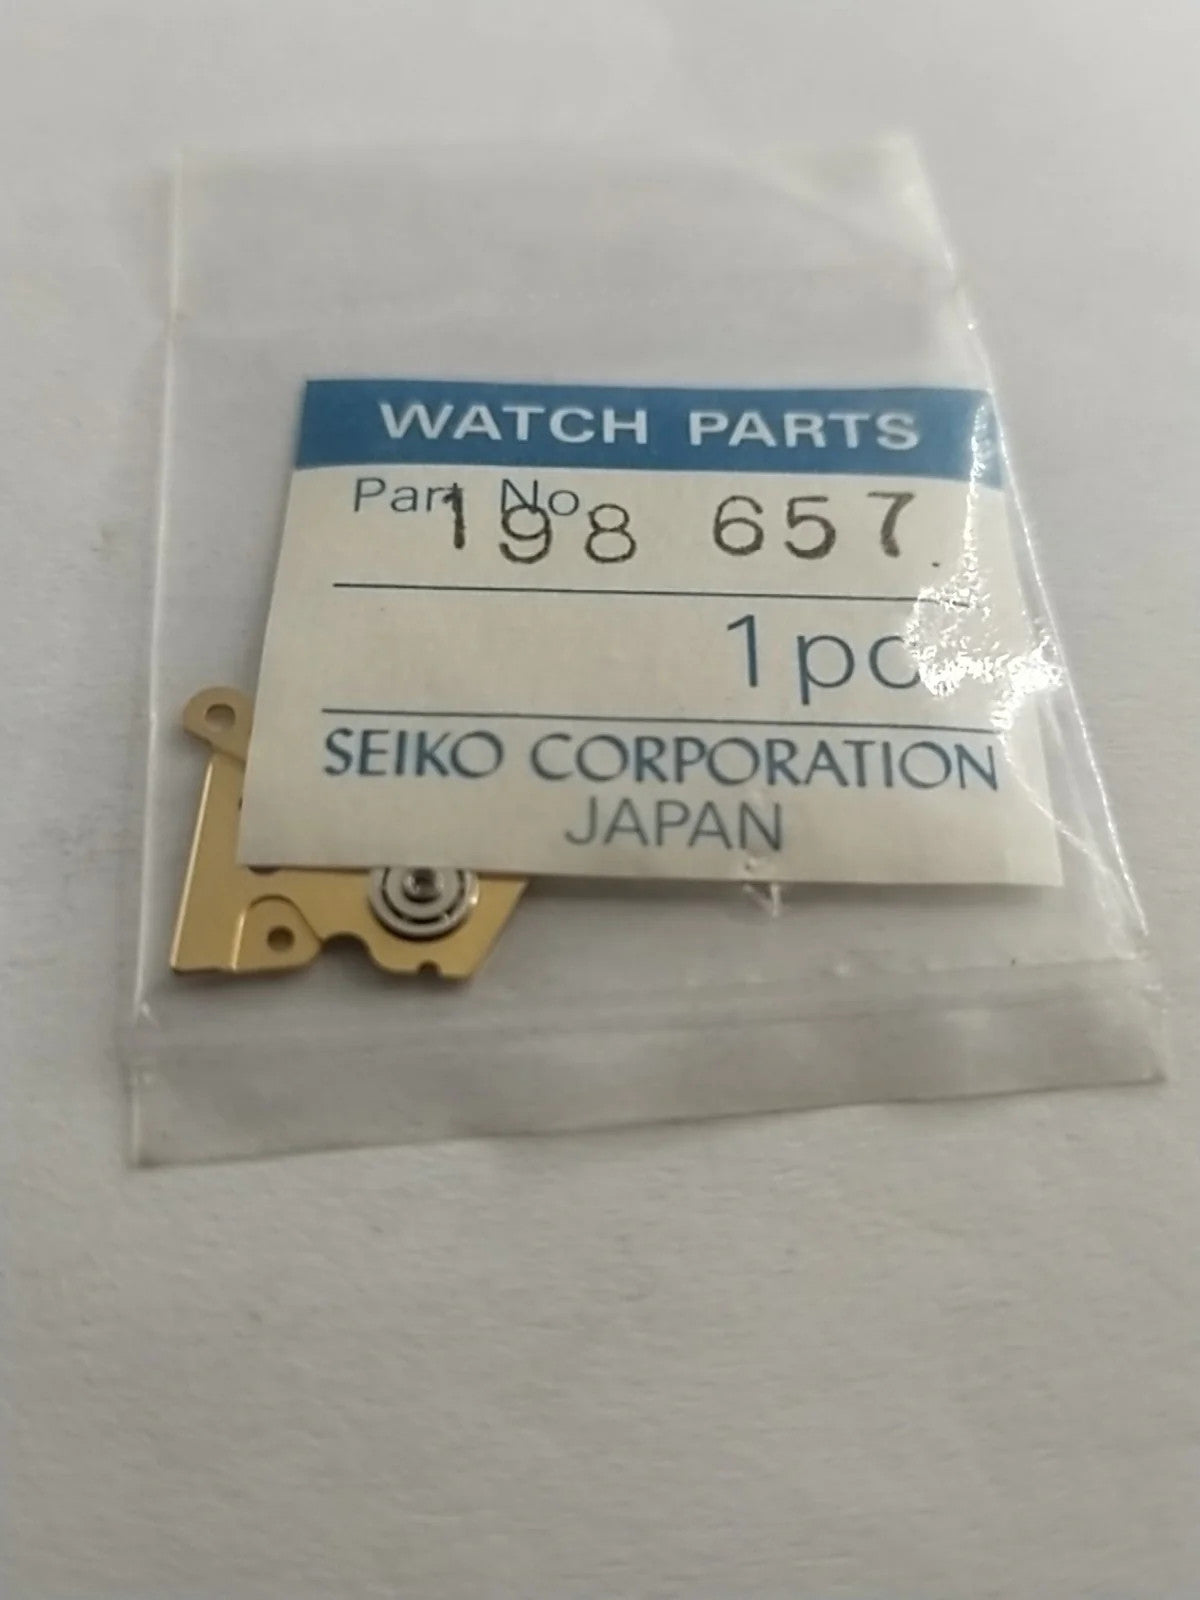 WATCH PARTS
Part No.
198 657
1pc
SEIKO CORPORATION
JAPAN